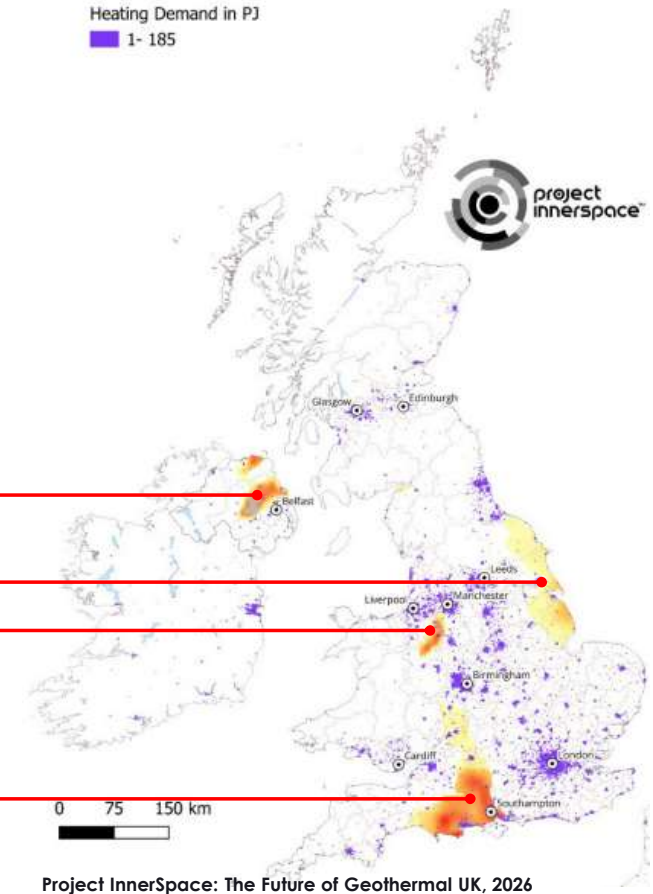 Heating Demand in PJ
1- 185
project
innerspace™
Glasgow
Edinburgh
Belfast
Leeds
Liverpool
Manchester
Birmingham
Cardiff
London
0 75 150 km
Southampton
Project InnerSpace: The Future of Geothermal UK, 2026